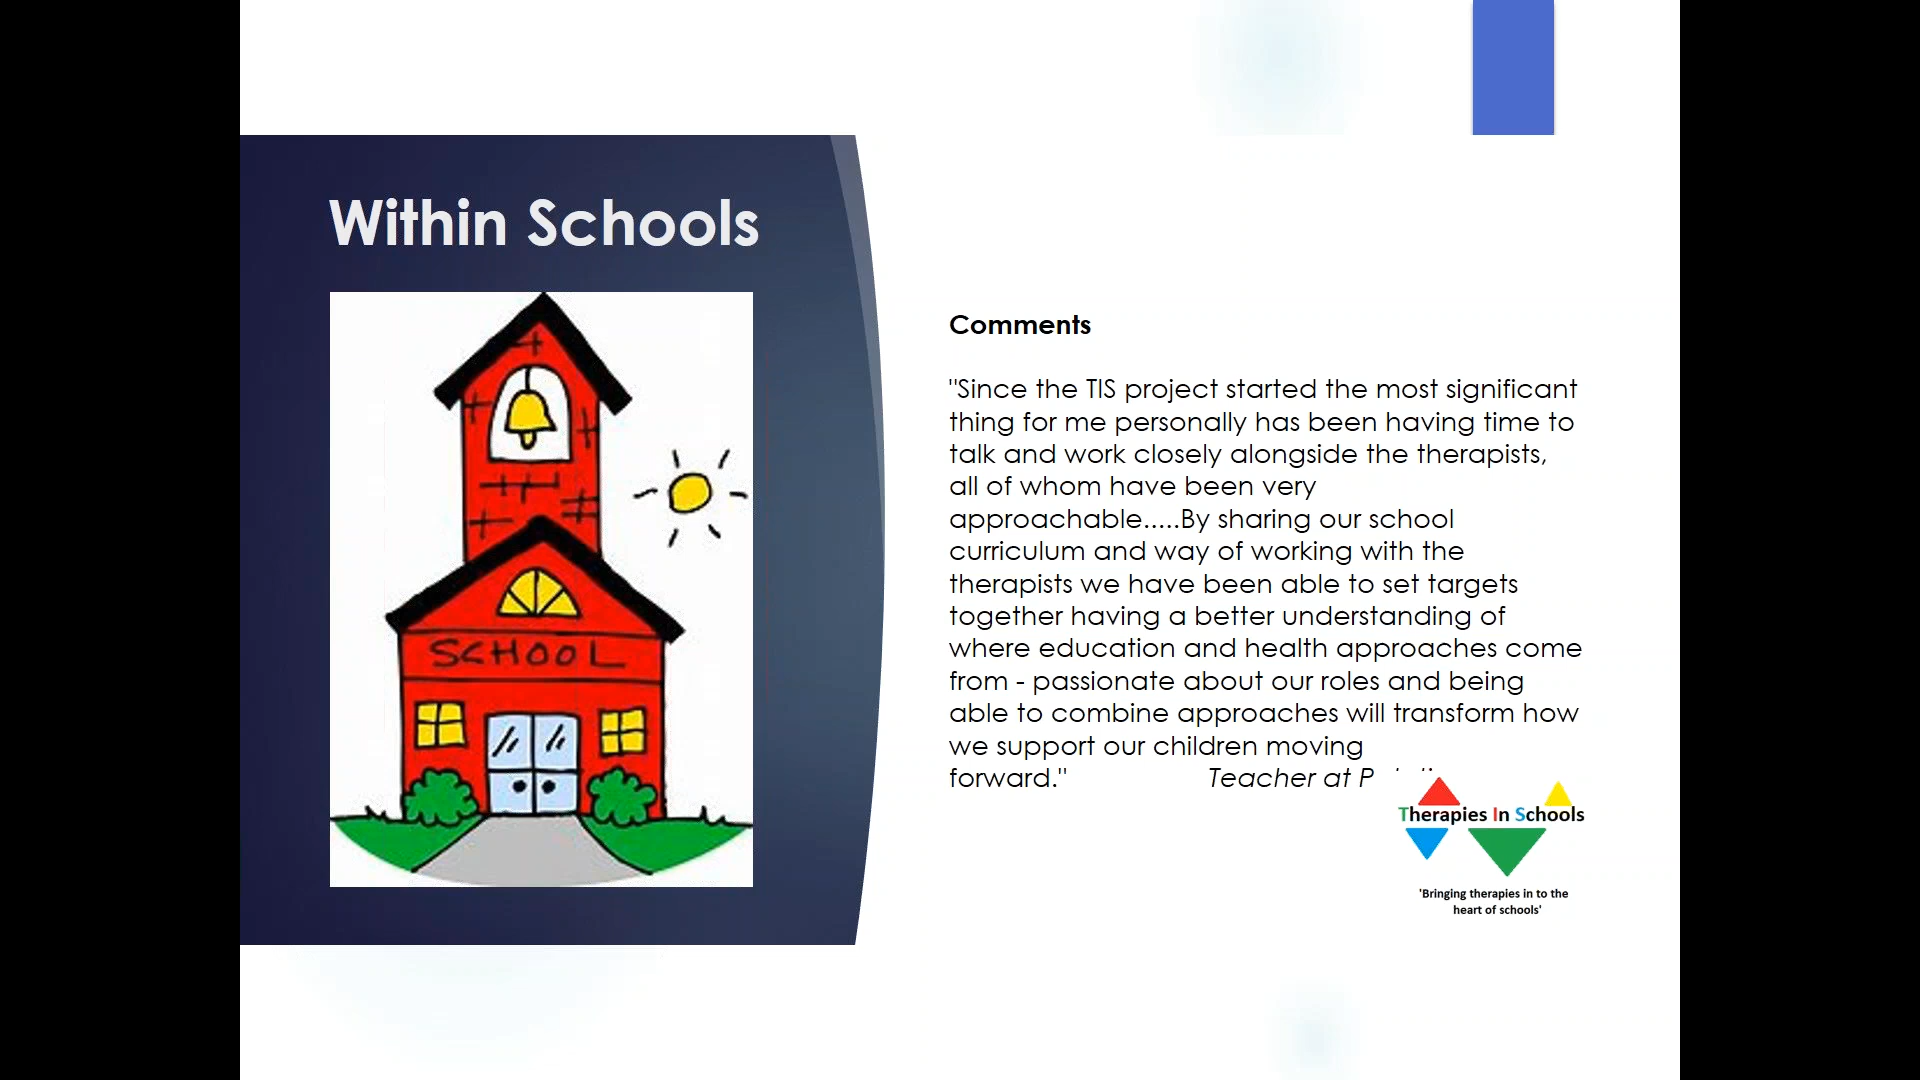 Within Schools
SCHOOL
Comments
"Since the TIS project started the most significant
thing for me personally has been having time to
talk and work closely alongside the therapists,
all of whom have been very
approachable.....By sharing our school
curriculum and way of working with the
therapists we have been able to set targets
together having a better understanding of
where education and health approaches come
from - passionate about our roles and being
able to combine approaches will transform how
we support our children moving
forward." Teacher at
Therapies In Schools
'Bringing therapies in to the
heart of schools'